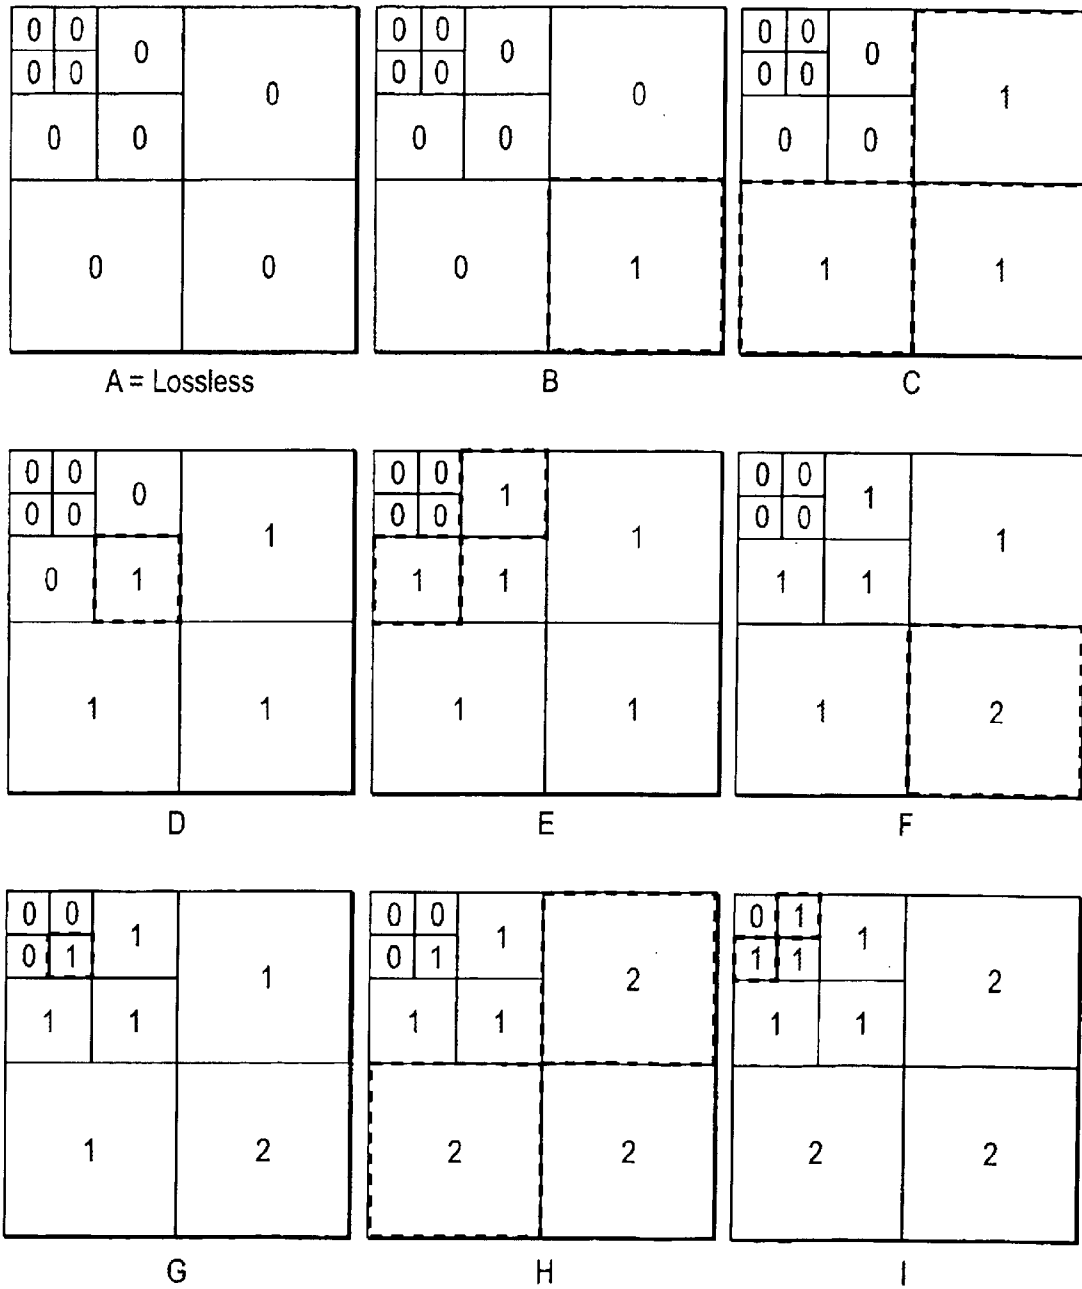 0 0 0 0 0 0 0 0 0 0
A = Lossless
0 0 0 0 0 0 0 0 0 1
B
0 0 0 0 0 0 0 1 1 1
C
0 0 0 0 0 0 1 1 1 1
D
0 0 0 0 1 1 1 1 1 1
E
0 0 0 0 1 1 1 1 1 2
F
0 0 0 1 1 1 1 1 1 2
G
0 0 0 1 1 1 1 2 2 2
H
0 1 1 1 1 1 1 2 2 2
I